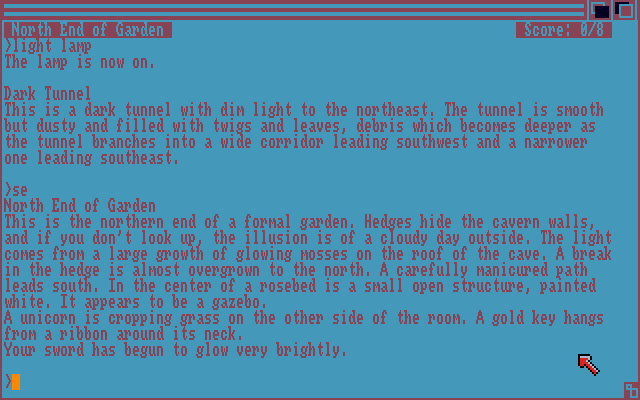 North End of Garden Score: 0/8
>light lamp
The lamp is now on.
Dark Tunnel
This is a dark tunnel with dim light to the northeast. The tunnel is smooth
but dusty and filled with twigs and leaves, debris which becomes deeper as
the tunnel branches into a wide corridor leading southwest and a narrower
one leading southeast.
>se
North End of Garden
This is the northern end of a formal garden. Hedges hide the cavern walls,
and if you don't look up, the illusion is of a cloudy day outside. The light
comes from a large growth of glowing mosses on the roof of the cave. A break
in the hedge is almost overgrown to the north. A carefully manicured path
leads south. In the center of a rosebed is a small open structure, painted
white. It appears to be a gazebo.
A unicorn is cropping grass on the other side of the room. A gold key hangs
from a ribbon around its neck.
Your sword has begun to glow very brightly.
>